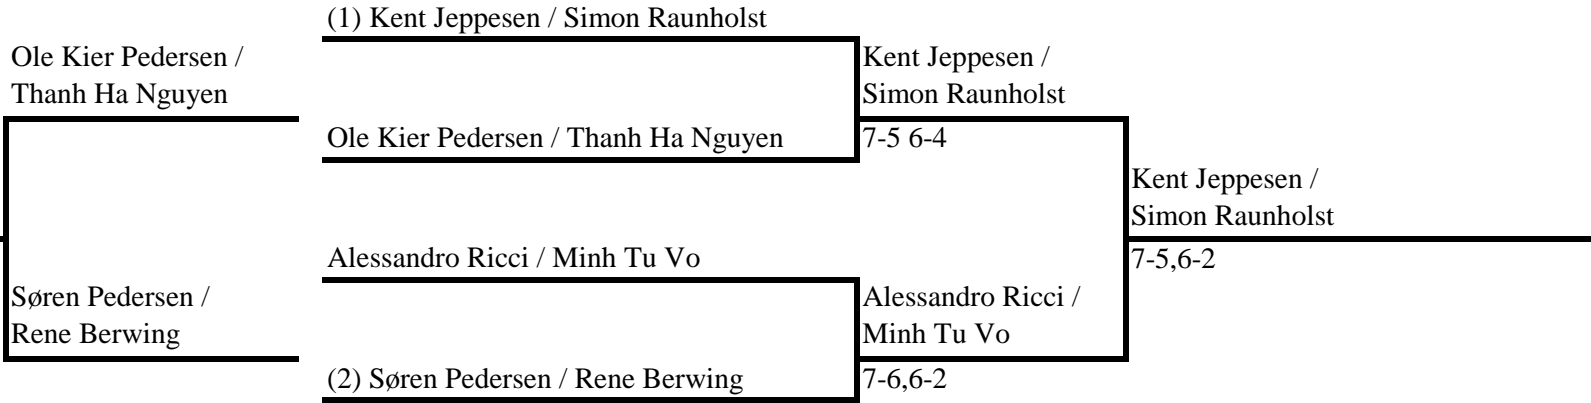 (1) Kent Jeppesen / Simon Raunholst
Ole Kier Pedersen /
Thanh Ha Nguyen
Kent Jeppesen /
Simon Raunholst
Ole Kier Pedersen / Thanh Ha Nguyen
7-5 6-4
Kent Jeppesen /
Simon Raunholst
Alessandro Ricci / Minh Tu Vo
7-5,6-2
Søren Pedersen /
Rene Berwing
Alessandro Ricci /
Minh Tu Vo
(2) Søren Pedersen / Rene Berwing
7-6,6-2